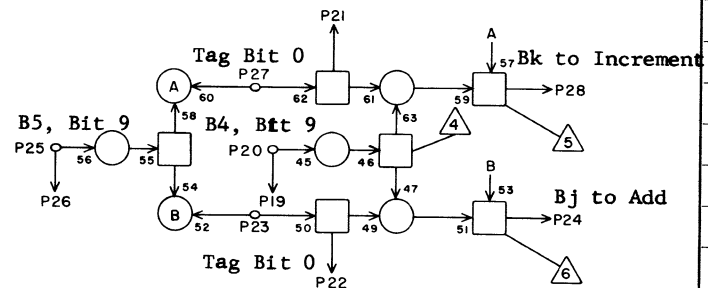 P21
A
Tag Bit 0
57
Bk to Increment
P27
A
60
62
61
59
P28
58
63
B5, Bit 9
B4, Bit 9
4
5
P25
56
55
P20
45
46
P26
54
P19
47
B
53
Bj to Add
B
52
P23
50
49
51
P24
Tag Bit 0
P22
6